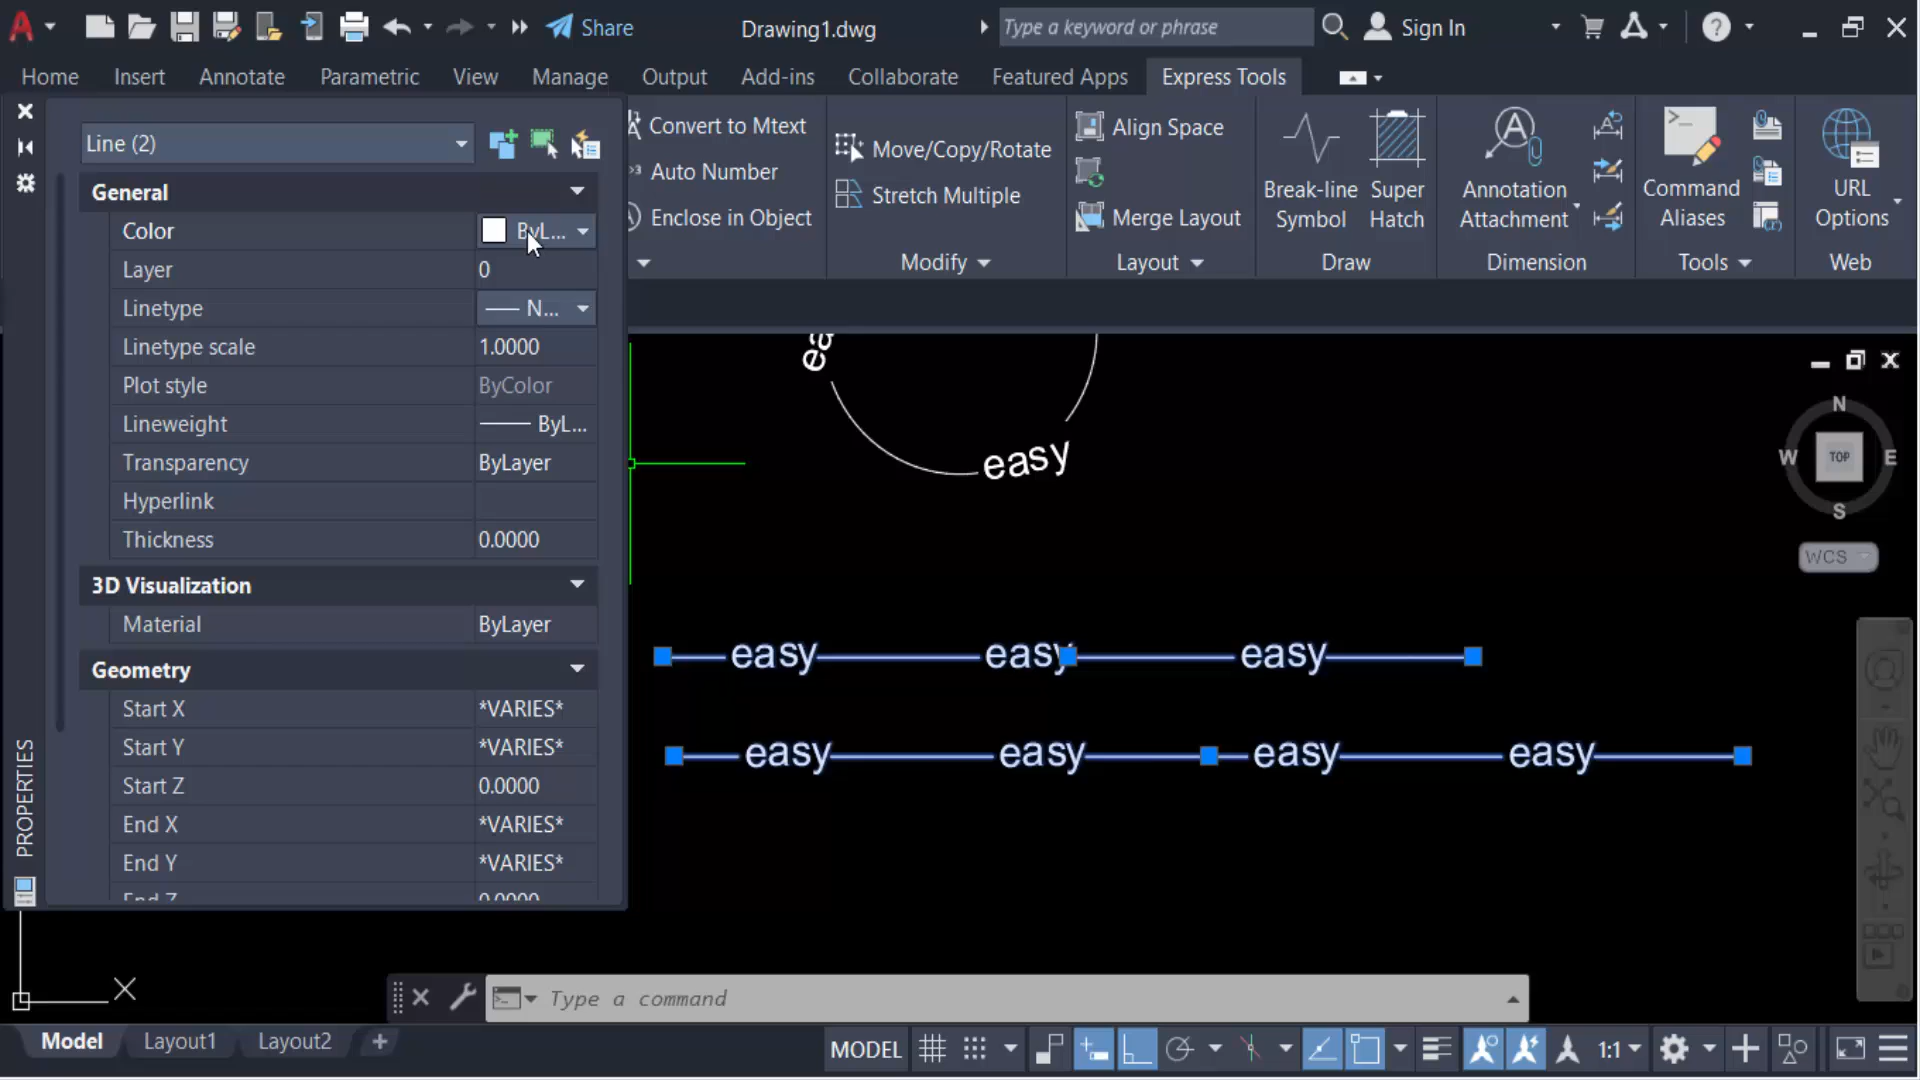 Share
Drawing1.dwg
Type a keyword or phrase
Sign In
Home
Insert
Annotate
Parametric
View
Manage
Output
Add-ins
Collaborate
Featured Apps
Express Tools
Line (2)
General
Color
ByL...
Layer
0
Linetype
N...
Linetype scale
1.0000
Plot style
ByColor
Lineweight
ByL...
Transparency
ByLayer
Hyperlink
Thickness
0.0000
3D Visualization
Material
ByLayer
Geometry
Start X
*VARIES*
Start Y
*VARIES*
Start Z
0.0000
End X
*VARIES*
End Y
*VARIES*
End Z
0.0000
PROPERTIES
Convert to Mtext
Auto Number
Enclose in Object
Move/Copy/Rotate
Stretch Multiple
Modify
Align Space
Merge Layout
Layout
Break-line
Symbol
Super
Hatch
Draw
Annotation
Attachment
Dimension
Command
Aliases
Tools
URL
Options
Web
ea
easy
N
W
TOP
E
S
WCS
easy easy easy
easy easy easy easy
X
Type a command
Model
Layout1
Layout2
MODEL
1:1